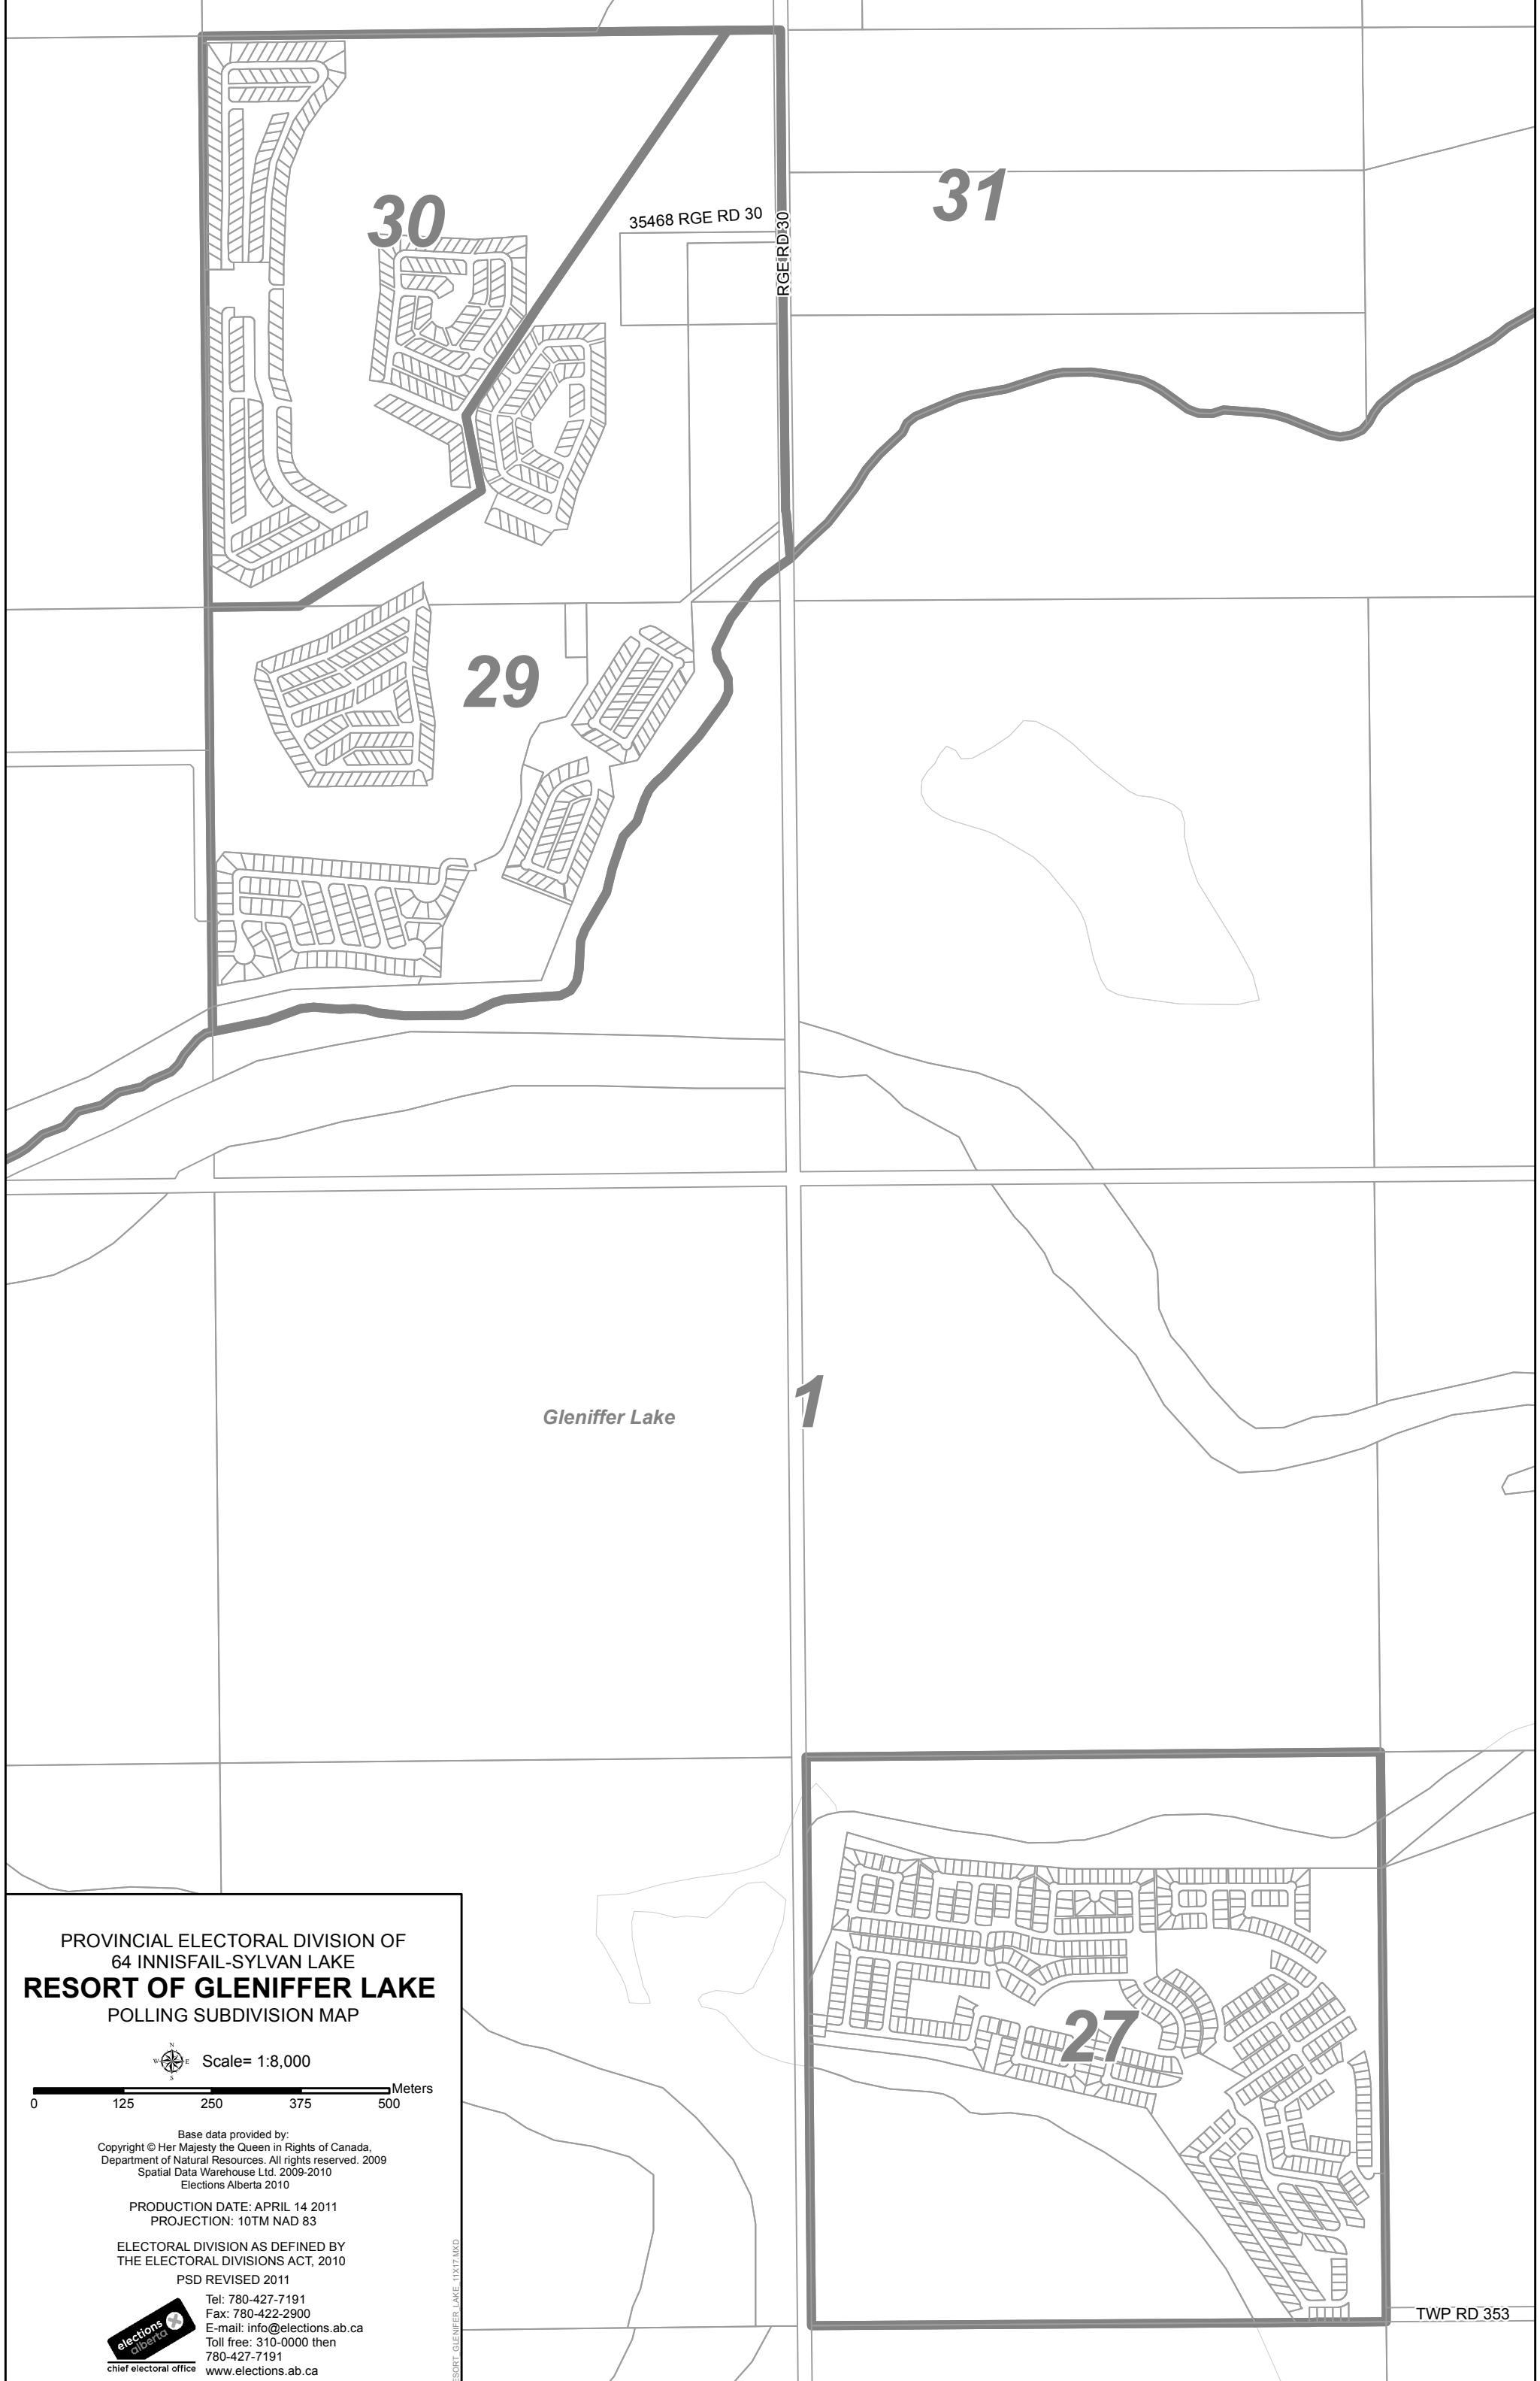 30
31
35468 RGE RD 30
RGE RD 30
29
1
Gleniffer Lake
27
TWP RD 353
PROVINCIAL ELECTORAL DIVISION OF
64 INNISFAIL-SYLVAN LAKE
RESORT OF GLENIFFER LAKE
POLLING SUBDIVISION MAP
N
W E
S
Scale= 1:8,000
Meters
0 125 250 375 500
Base data provided by:
Copyright © Her Majesty the Queen in Rights of Canada,
Department of Natural Resources. All rights reserved. 2009
Spatial Data Warehouse Ltd. 2009-2010
Elections Alberta 2010
PRODUCTION DATE: APRIL 14 2011
PROJECTION: 10TM NAD 83
ELECTORAL DIVISION AS DEFINED BY
THE ELECTORAL DIVISIONS ACT, 2010
PSD REVISED 2011
elections
alberta
chief electoral office
Tel: 780-427-7191
Fax: 780-422-2900
E-mail: info@elections.ab.ca
Toll free: 310-0000 then
780-427-7191
www.elections.ab.ca